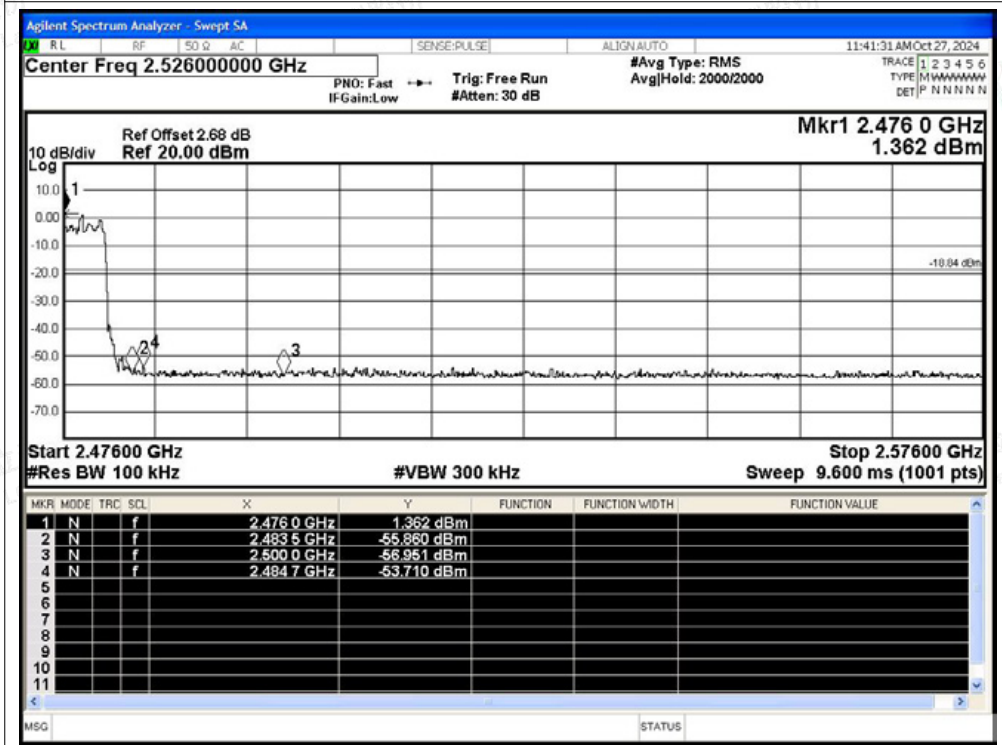 Agilent Spectrum Analyzer - Swept SA
RL RF 50 Ω AC SENSE:PULSE ALIGN AUTO 11:41:31 AM Oct 27, 2024
Center Freq 2.526000000 GHz #Avg Type: RMS TRACE 1 2 3 4 5 6
PNO: Fast Trig: Free Run Avg|Hold: 2000/2000 TYPE M WWWWW
IFGain:Low #Atten: 30 dB DET P N N N N N
Mkr1 2.476 0 GHz
Ref Offset 2.68 dB
10 dB/div Ref 20.00 dBm 1.362 dBm
Log
10.0
1
0.00
-10.0
-18.84 dBm
-20.0
-30.0
-40.0
2 4
3
-50.0
-60.0
-70.0
Start 2.47600 GHz Stop 2.57600 GHz
#Res BW 100 kHz #VBW 300 kHz Sweep 9.600 ms (1001 pts)
MKR MODE TRC SCL X Y FUNCTION FUNCTION WIDTH FUNCTION VALUE
1 N f 2.476 0 GHz 1.362 dBm
2 N f 2.483 5 GHz -55.860 dBm
3 N f 2.500 0 GHz -56.951 dBm
4 N f 2.484 7 GHz -53.710 dBm
5
6
7
8
9
10
11
MSG STATUS